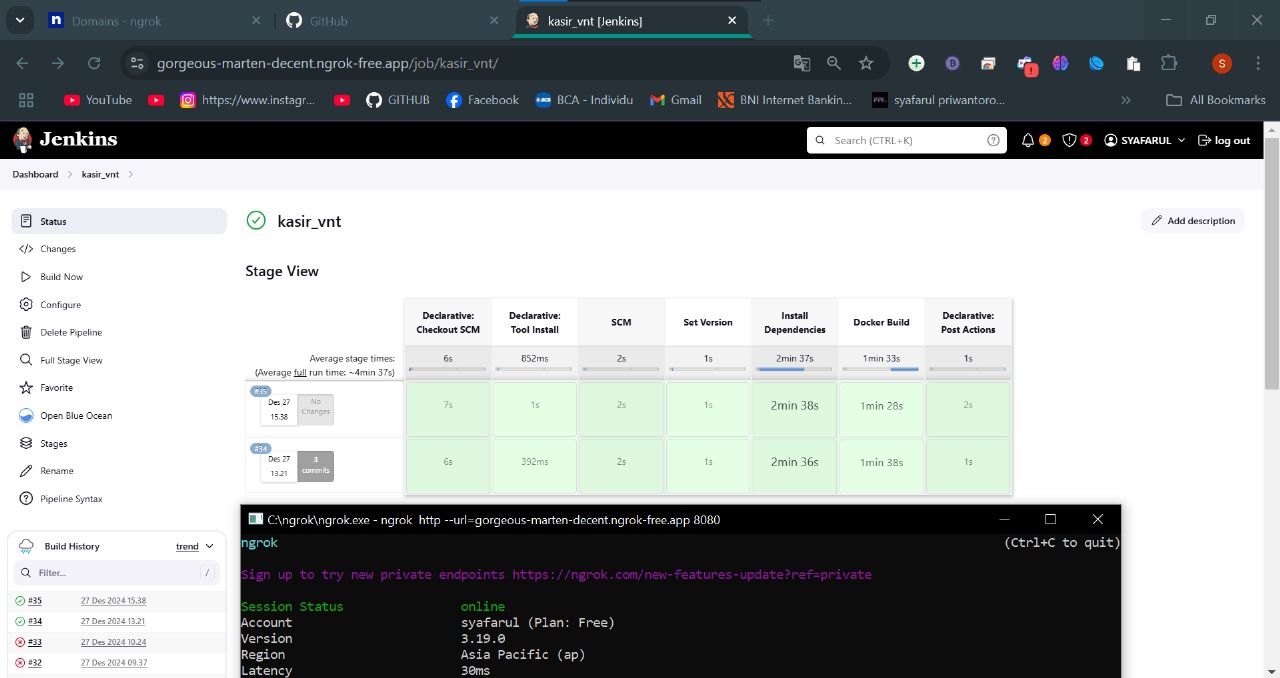 Domains - ngrok
GitHub
kasir_vnt [Jenkins]
gorgeous-marten-decent.ngrok-free.app/job/kasir_vnt/
YouTube
https://www.instagr...
GITHUB
Facebook
BCA - Individu
Gmail
BNI Internet Bankin...
syafarul priwantoro...
All Bookmarks
Jenkins
Search (CTRL+K)
2
2
SYAFARUL
log out
Dashboard
kasir_vnt
Status
Changes
Build Now
Configure
Delete Pipeline
Full Stage View
Favorite
Open Blue Ocean
Stages
Rename
Pipeline Syntax
kasir_vnt
Add description
Stage View
Declarative: Checkout SCM
Declarative: Tool Install
SCM
Set Version
Install Dependencies
Docker Build
Declarative: Post Actions
Average stage times:
(Average full run time: ~4min 37s)
6s
852ms
2s
1s
2min 37s
1min 33s
1s
#35
Des 27
15.38
No Changes
7s
1s
2s
1s
2min 38s
1min 28s
2s
#34
Des 27
13.21
3 commits
6s
392ms
2s
1s
2min 36s
1min 38s
1s
Build History
trend
Filter...
/
#35 27 Des 2024 15.38
#34 27 Des 2024 13.21
#33 27 Des 2024 10.24
#32 27 Des 2024 09.37
C:\ngrok\ngrok.exe - ngrok http --url=gorgeous-marten-decent.ngrok-free.app 8080
ngrok (Ctrl+C to quit)
Sign up to try new private endpoints https://ngrok.com/new-features-update?ref=private
Session Status online
Account syafarul (Plan: Free)
Version 3.19.0
Region Asia Pacific (ap)
Latency 30ms